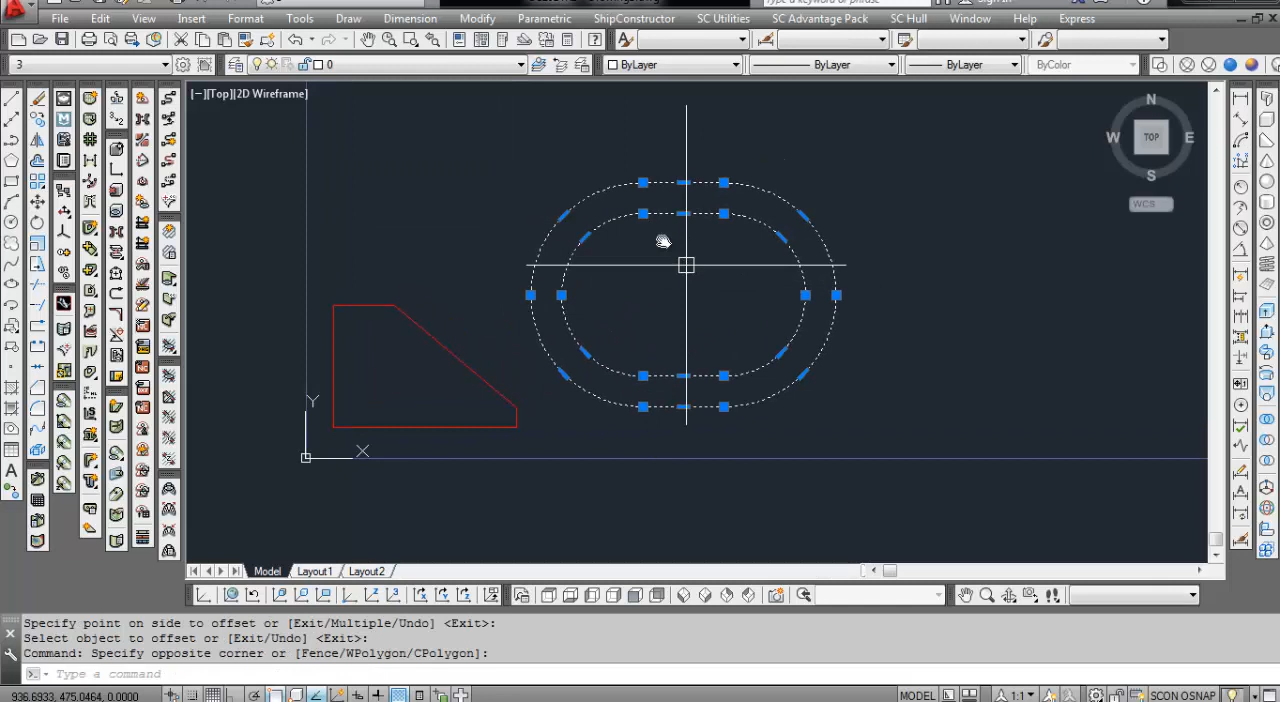 File Edit View Insert Format Tools Draw Dimension Modify Parametric ShipConstructor SC Utilities SC Advantage Pack SC Hull Window Help Express
3 0 ByLayer ByLayer ByLayer ByColor
[−][Top][2D Wireframe]
N
W TOP E
S
WCS
Y
X
A
Model Layout1 Layout2
Specify point on side to offset or [Exit/Multiple/Undo] <Exit>:
Select object to offset or [Exit/Undo] <Exit>:
Command: Specify opposite corner or [Fence/WPolygon/CPolygon]:
Type a command
936.6933, 475.0464, 0.0000 MODEL 1:1 SCON OSNAP